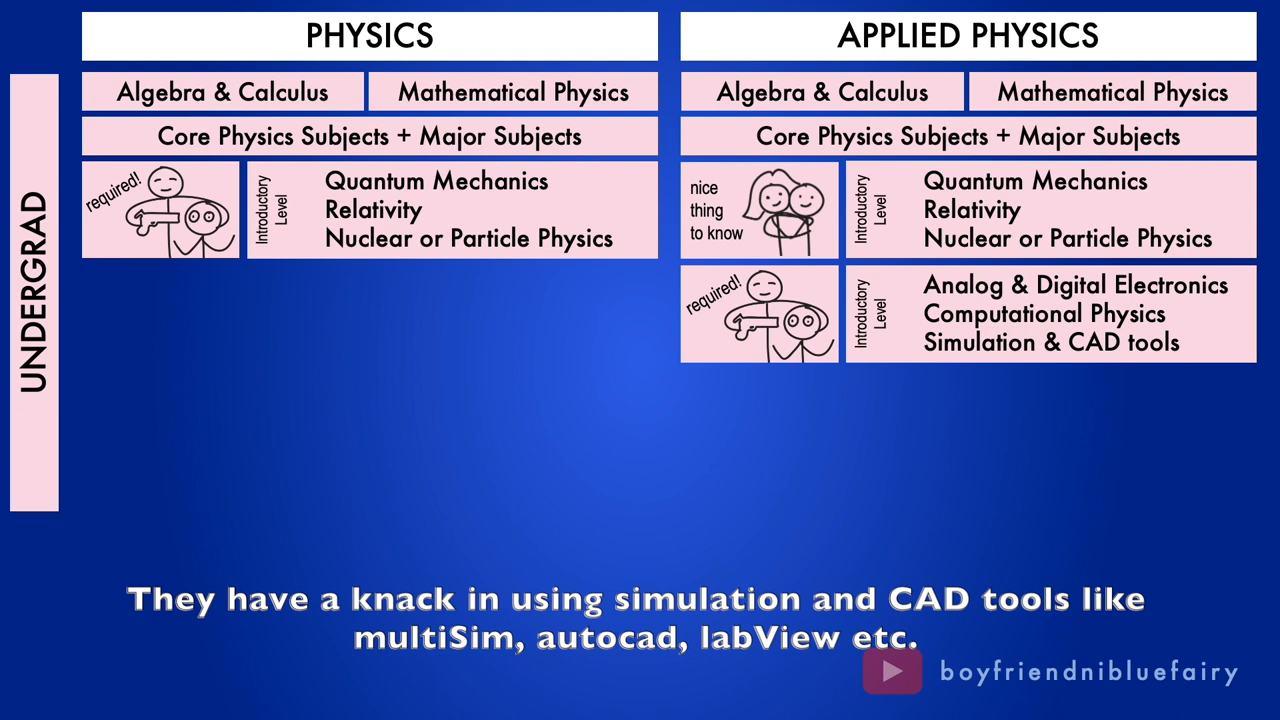 PHYSICS
APPLIED PHYSICS
UNDERGRAD
Algebra & Calculus
Mathematical Physics
Core Physics Subjects + Major Subjects
required!
Introductory
Level
Quantum Mechanics
Relativity
Nuclear or Particle Physics
Algebra & Calculus
Mathematical Physics
Core Physics Subjects + Major Subjects
nice
thing
to know
Introductory
Level
Quantum Mechanics
Relativity
Nuclear or Particle Physics
required!
Introductory
Level
Analog & Digital Electronics
Computational Physics
Simulation & CAD tools
They have a knack in using simulation and CAD tools like
multiSim, autocad, labView etc.
boyfriendnibluefairy